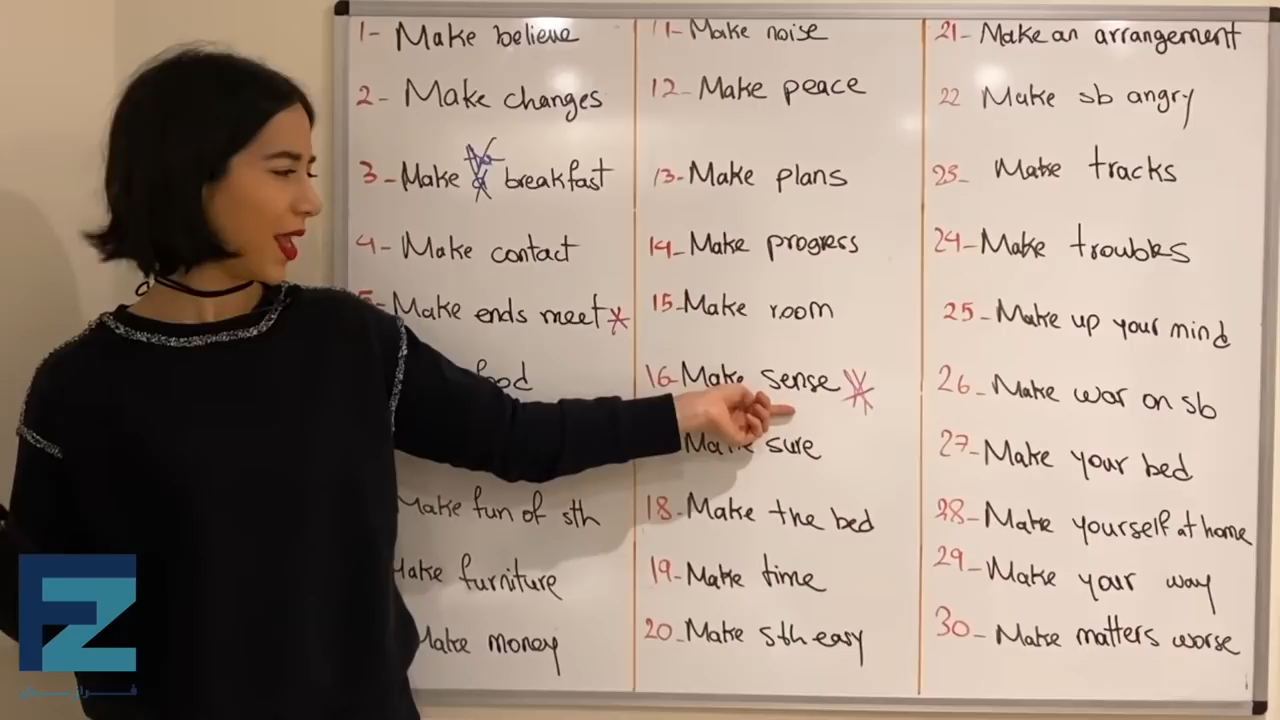 1- Make believe
2- Make changes
3- Make breakfast
4- Make contact
5- Make ends meet
food
Make fun of sth
Make furniture
Make money
11- Make noise
12- Make peace
13- Make plans
14- Make progress
15- Make room
16- Make sense
Make sure
18- Make the bed
19- Make time
20- Make sth easy
21- Make an arrangement
22 Make sb angry
23- Make tracks
24- Make troubles
25- Make up your mind
26- Make war on sb
27- Make your bed
28- Make yourself at home
29- Make your way
30- Make matters worse
FZ